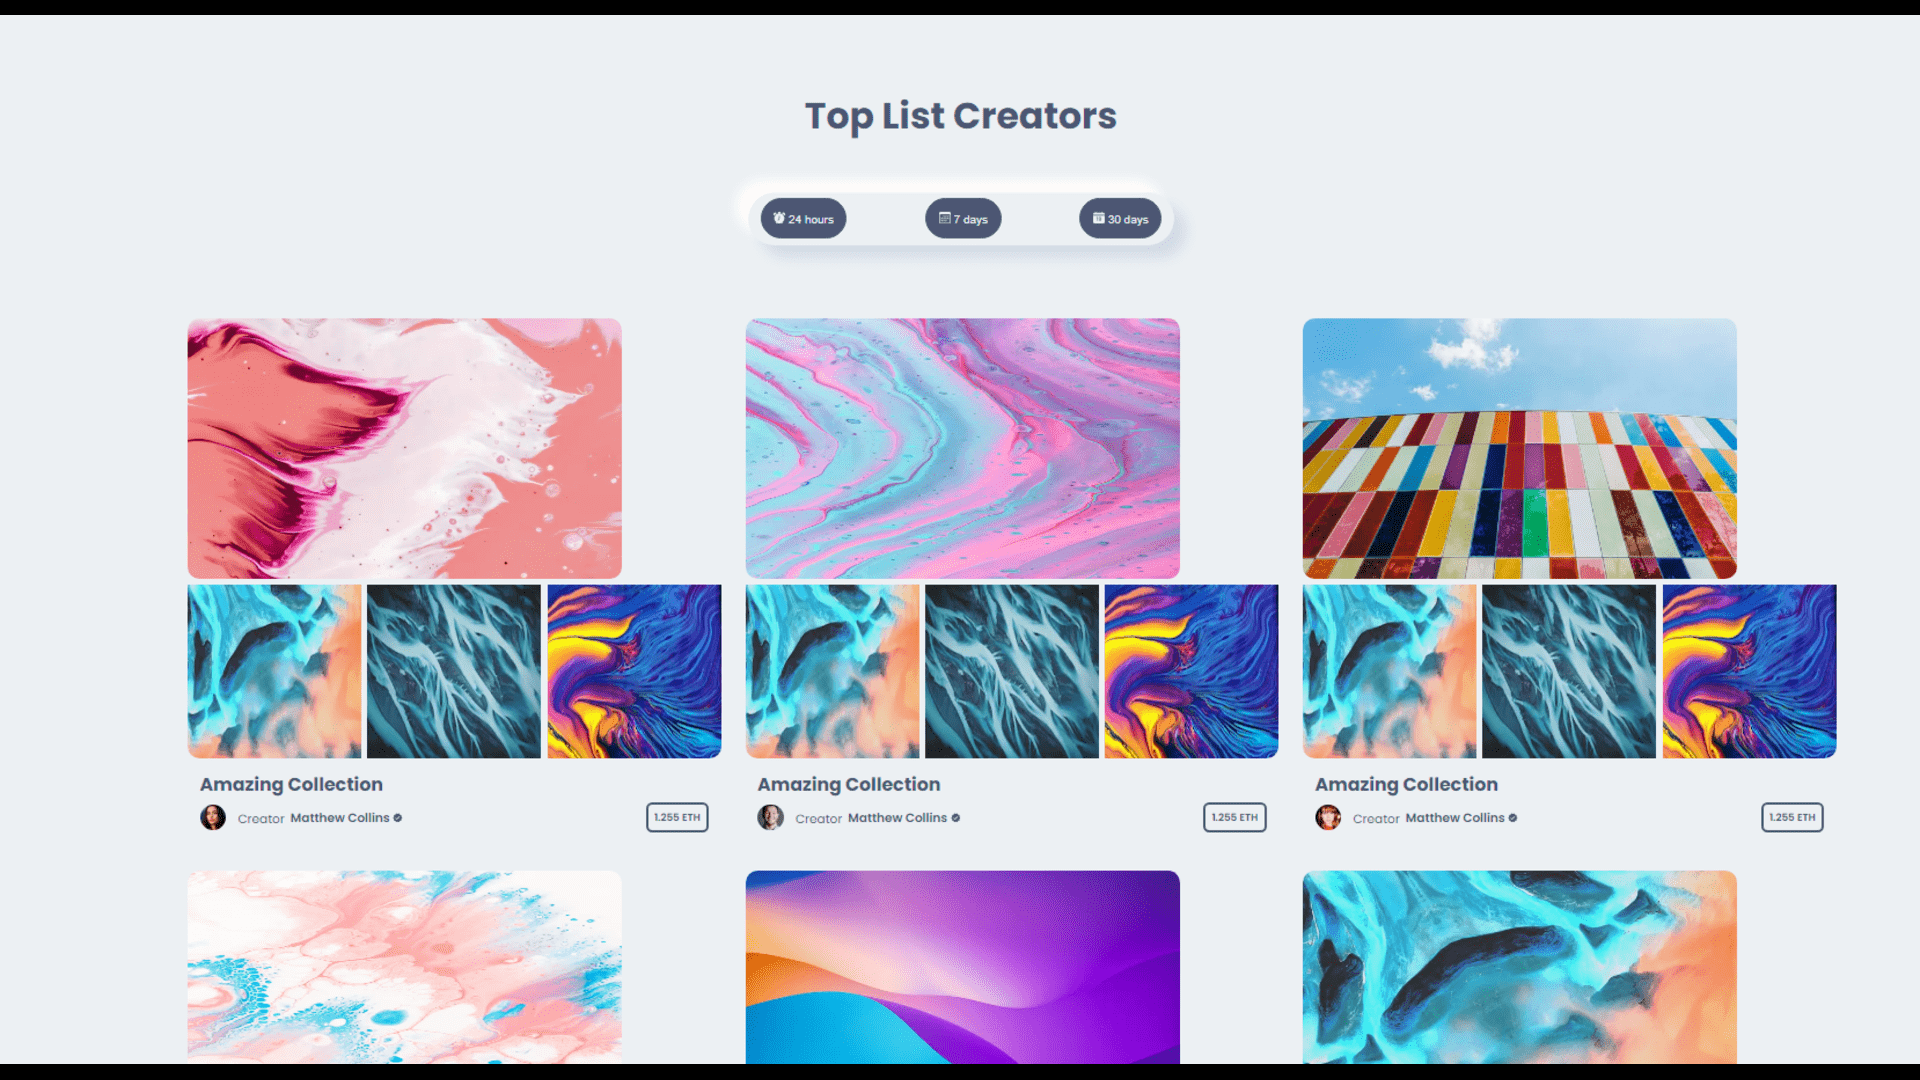 Top List Creators
24 hours
7 days
30 days
Amazing Collection
Creator Matthew Collins
1.255 ETH
Amazing Collection
Creator Matthew Collins
1.255 ETH
Amazing Collection
Creator Matthew Collins
1.255 ETH